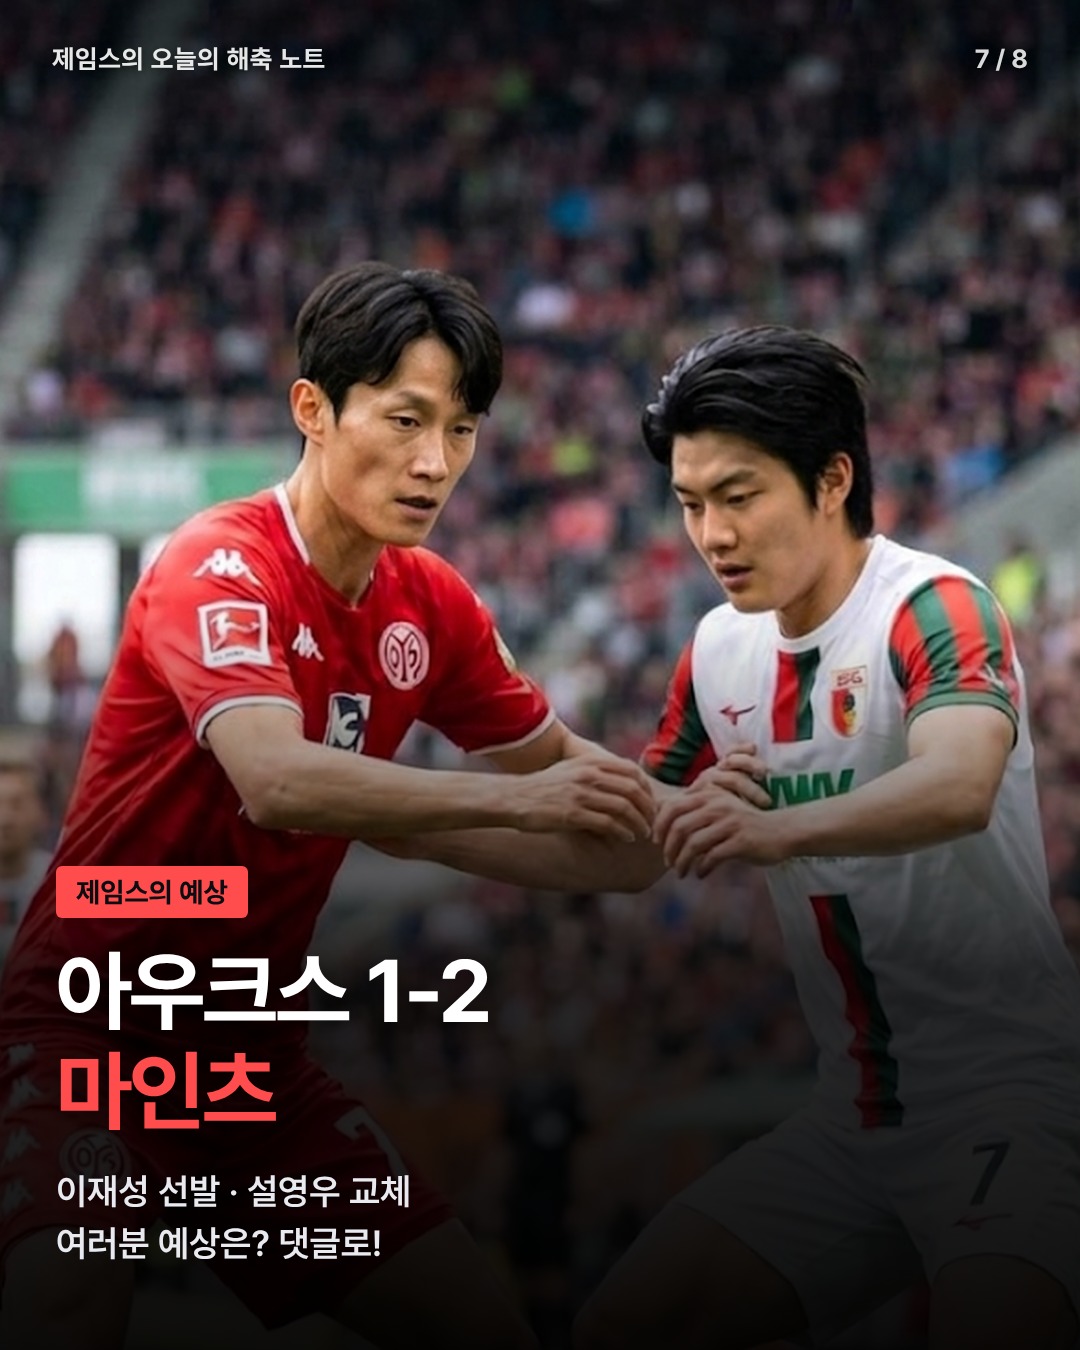 제임스의 오늘의 해축 노트
7 / 8
제임스의 예상
아우크스 1-2
마인츠
이재성 선발 · 설영우 교체
여러분 예상은? 댓글로!
7